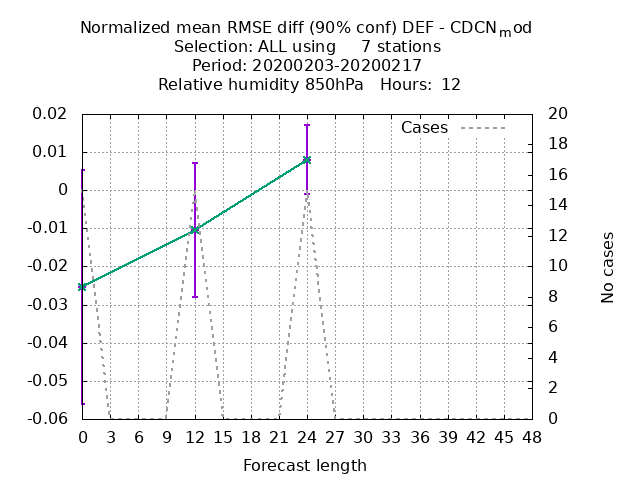 Normalized mean RMSE diff (90% conf) DEF - CDCN_mod
Selection: ALL using 7 stations
Period: 20200203-20200217
Relative humidity 850hPa Hours: 12
Cases
0.02
0.01
0
-0.01
-0.02
-0.03
-0.04
-0.05
-0.06
20
18
16
14
12
10
8
6
4
2
0
No cases
0 3 6 9 12 15 18 21 24 27 30 33 36 39 42 45 48
Forecast length